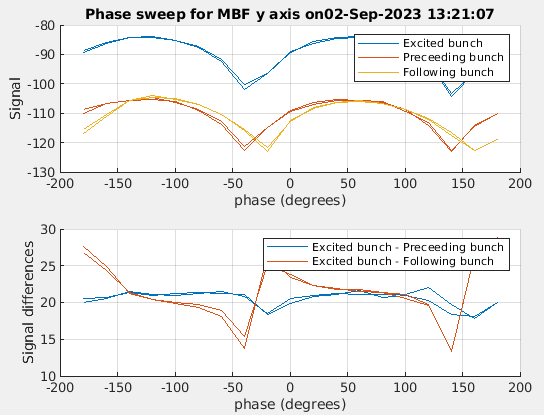 Phase sweep for MBF y axis on02-Sep-2023 13:21:07
-80
-90
-100
-110
-120
-130
Signal
Excited bunch
Preceeding bunch
Following bunch
-200 -150 -100 -50 0 50 100 150 200
phase (degrees)
30
25
20
15
10
Signal differences
Excited bunch - Preceeding bunch
Excited bunch - Following bunch
-200 -150 -100 -50 0 50 100 150 200
phase (degrees)